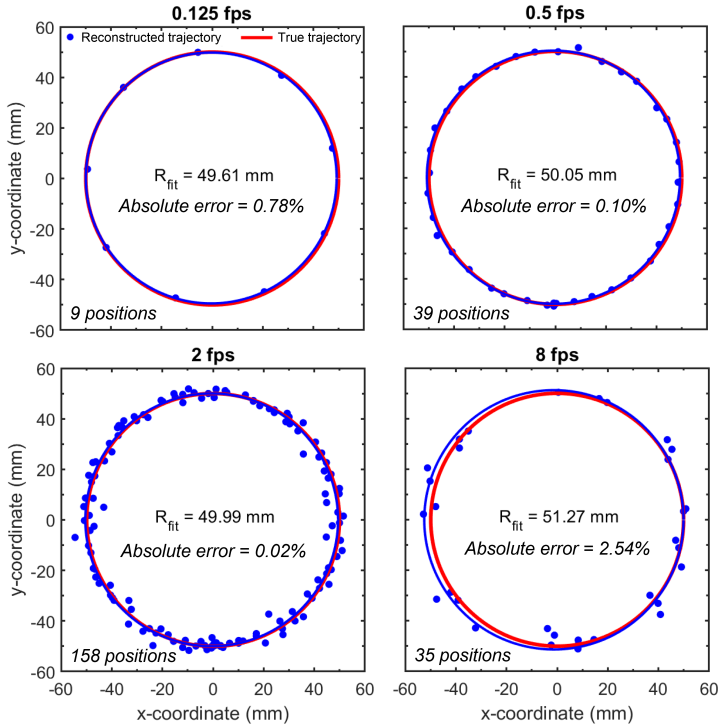 0.125 fps
0.5 fps
Reconstructed trajectory
True trajectory
60
40
20
0
-20
-40
-60
y-coordinate (mm)
Rfit = 49.61 mm
Absolute error = 0.78%
9 positions
Rfit = 50.05 mm
Absolute error = 0.10%
39 positions
2 fps
8 fps
60
40
20
0
-20
-40
-60
y-coordinate (mm)
Rfit = 49.99 mm
Absolute error = 0.02%
158 positions
Rfit = 51.27 mm
Absolute error = 2.54%
35 positions
-60 -40 -20 0 20 40 60
-60 -40 -20 0 20 40 60
x-coordinate (mm)
x-coordinate (mm)